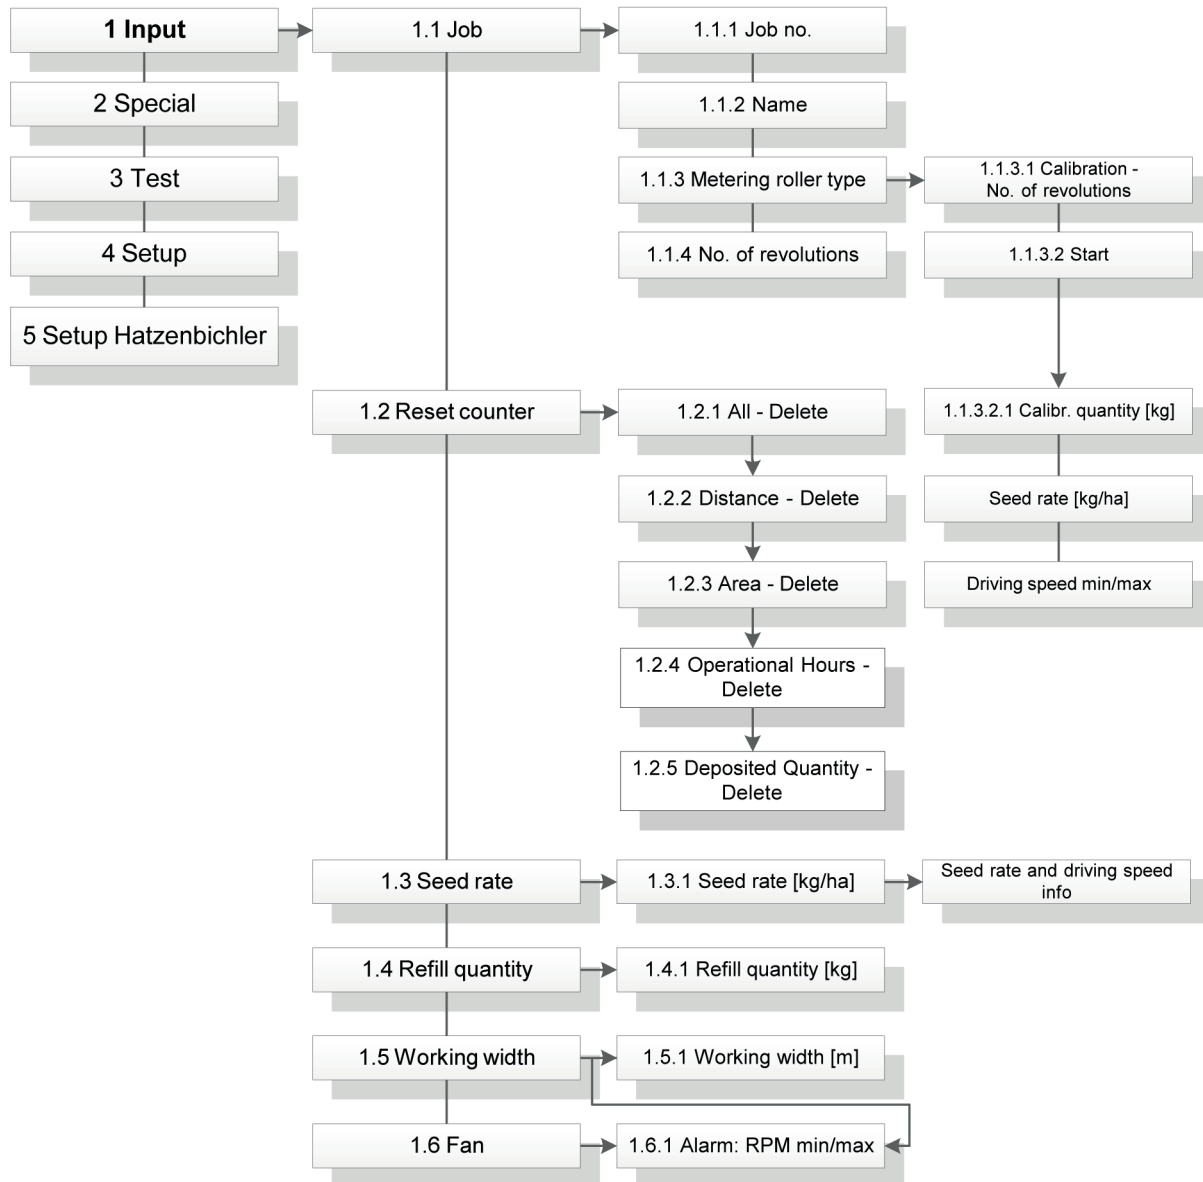 1 Input
2 Special
3 Test
4 Setup
5 Setup Hatzenbichler
1.1 Job
1.1.1 Job no.
1.1.2 Name
1.1.3 Metering roller type
1.1.4 No. of revolutions
1.1.3.1 Calibration -
No. of revolutions
1.1.3.2 Start
1.1.3.2.1 Calibr. quantity [kg]
Seed rate [kg/ha]
Driving speed min/max
1.2 Reset counter
1.2.1 All - Delete
1.2.2 Distance - Delete
1.2.3 Area - Delete
1.2.4 Operational Hours -
Delete
1.2.5 Deposited Quantity -
Delete
1.3 Seed rate
1.3.1 Seed rate [kg/ha]
Seed rate and driving speed
info
1.4 Refill quantity
1.4.1 Refill quantity [kg]
1.5 Working width
1.5.1 Working width [m]
1.6 Fan
1.6.1 Alarm: RPM min/max